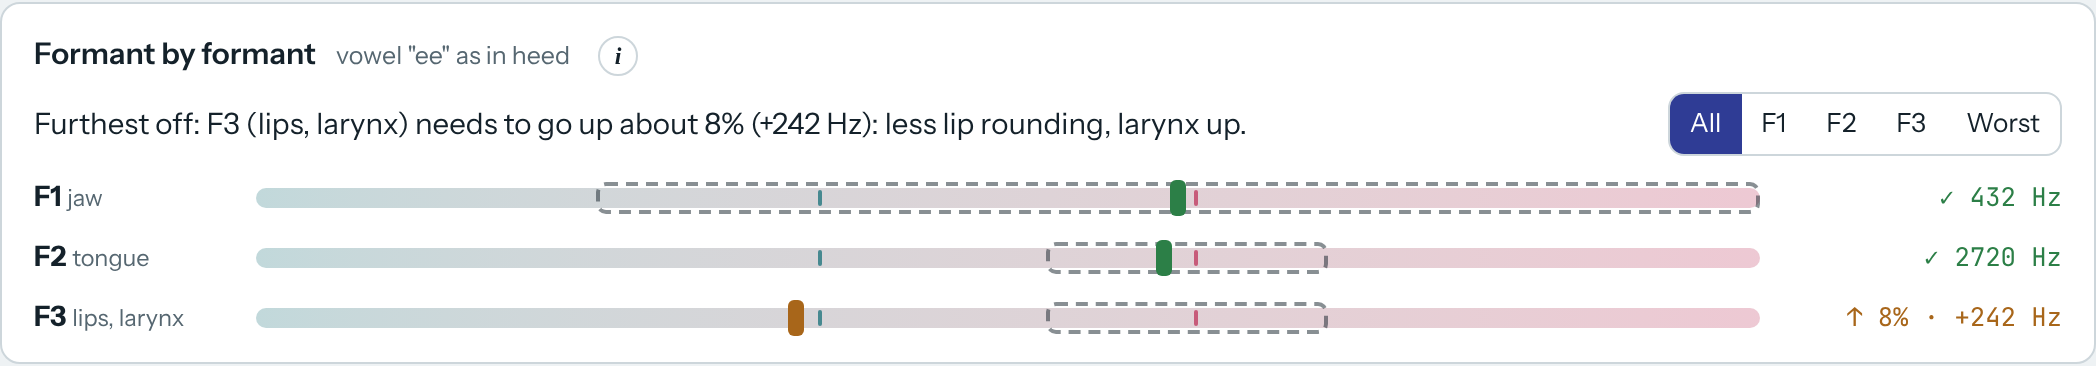 Formant by formant vowel "ee" as in heed i
Furthest off: F3 (lips, larynx) needs to go up about 8% (+242 Hz): less lip rounding, larynx up.
All F1 F2 F3 Worst
F1 jaw ✓ 432 Hz
F2 tongue ✓ 2720 Hz
F3 lips, larynx ↑ 8% · +242 Hz